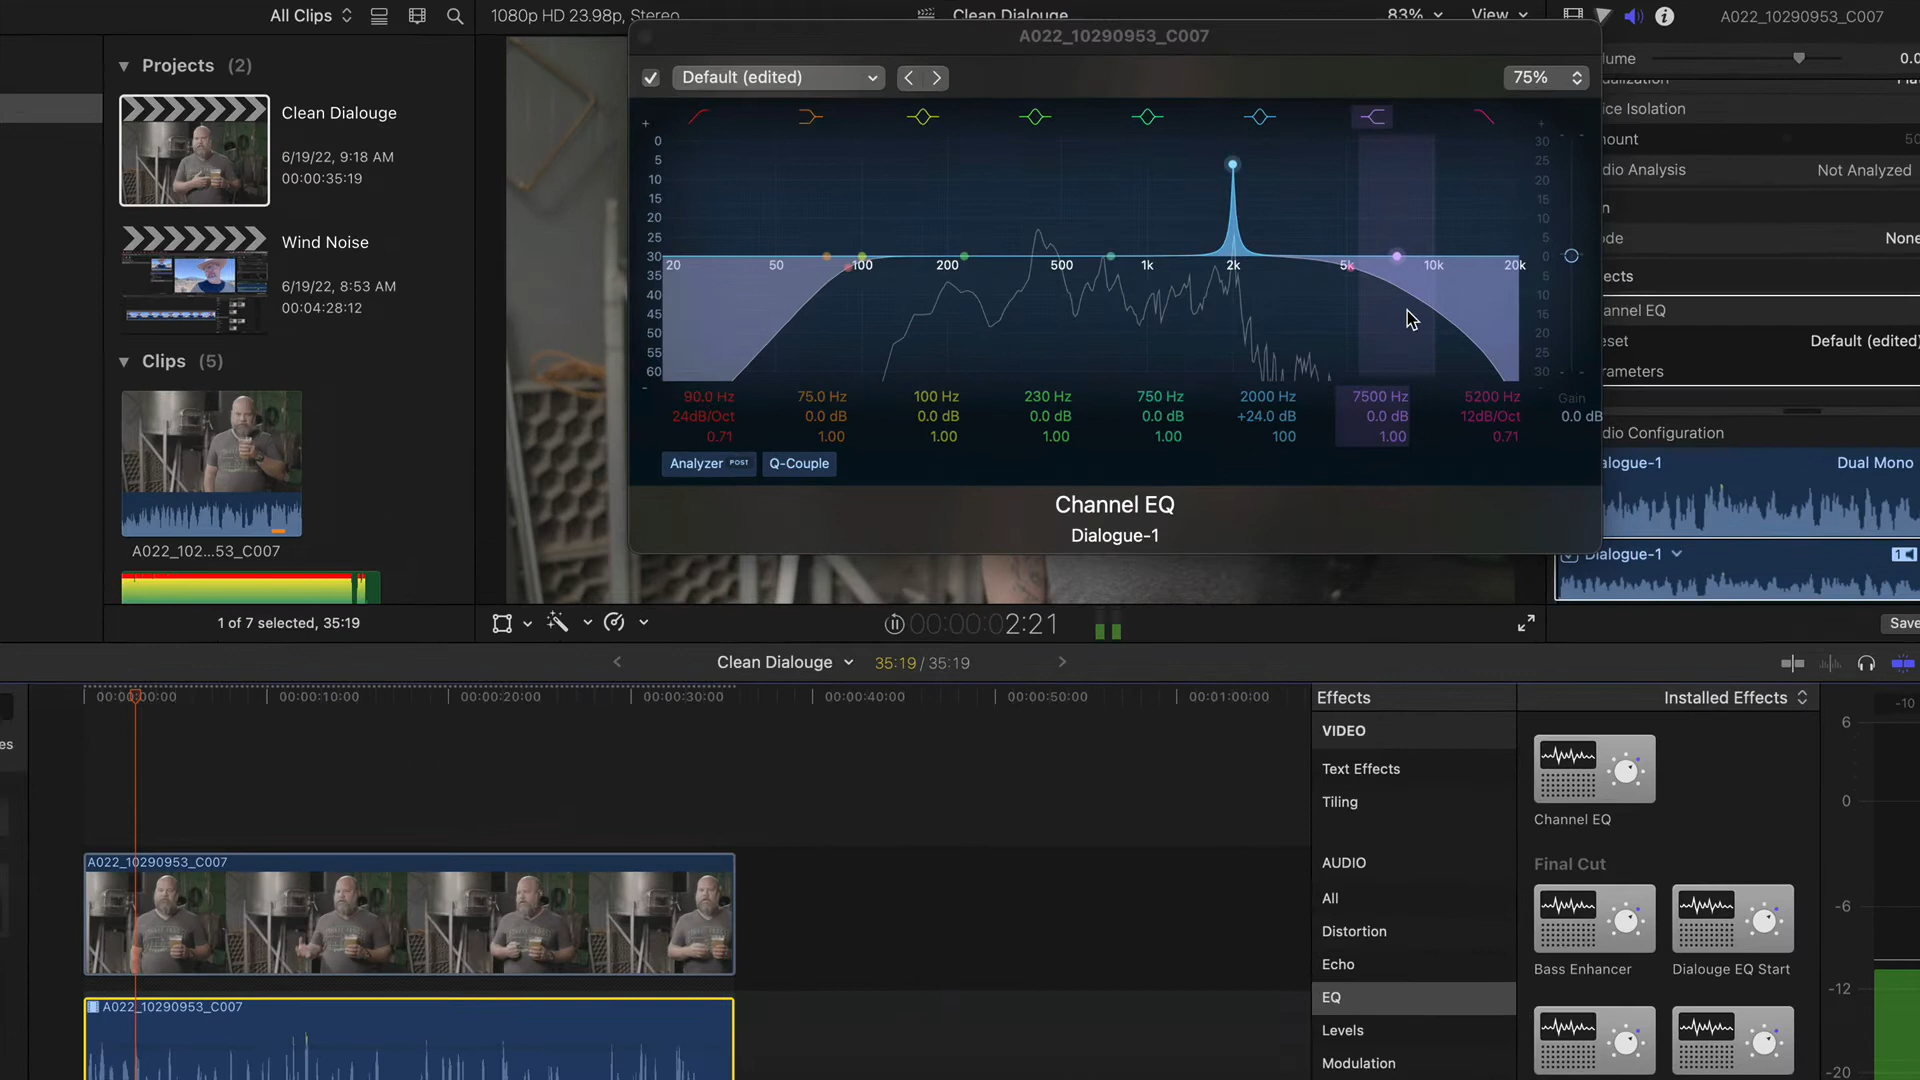 All Clips
1080p HD 23.98p, Stereo
Clean Dialouge
83%
View
A022_10290953_C007
Projects (2)
Clean Dialouge
6/19/22, 9:18 AM
00:00:35:19
Wind Noise
6/19/22, 8:53 AM
00:04:28:12
Clips (5)
A022_102...53_C007
1 of 7 selected, 35:19
A022_10290953_C007
Default (edited)
75%
+ +
0 30
5 25
10 20
15 15
20 10
25 5
30 0
35 5
40 10
45 15
50 20
55 25
60 30
- -
20 50 100 200 500 1k 2k 5k 10k 20k
90.0 Hz 75.0 Hz 100 Hz 230 Hz 750 Hz 2000 Hz 7500 Hz 5200 Hz Gain
24dB/Oct 0.0 dB 0.0 dB 0.0 dB 0.0 dB +24.0 dB 0.0 dB 12dB/Oct 0.0 dB
0.71 1.00 1.00 1.00 1.00 100 1.00 0.71
Analyzer POST
Q-Couple
Channel EQ
Dialogue-1
lume 0.0
ice Isolation
mount 50
dio Analysis Not Analyzed
n
ode None
ects
annel EQ
eset Default (edited)
rameters
dio Configuration
alogue-1 Dual Mono
Dialogue-1 1
Save
00:00:02:21
Clean Dialouge 35:19 / 35:19
00:00:00:00 00:00:10:00 00:00:20:00 00:00:30:00 00:00:40:00 00:00:50:00 00:01:00:00
es
A022_10290953_C007
A022_10290953_C007
Effects
Installed Effects
VIDEO
Text Effects
Tiling
AUDIO
All
Distortion
Echo
EQ
Levels
Modulation
Channel EQ
Final Cut
Bass Enhancer
Dialouge EQ Start
-10
6
0
-6
-12
-20